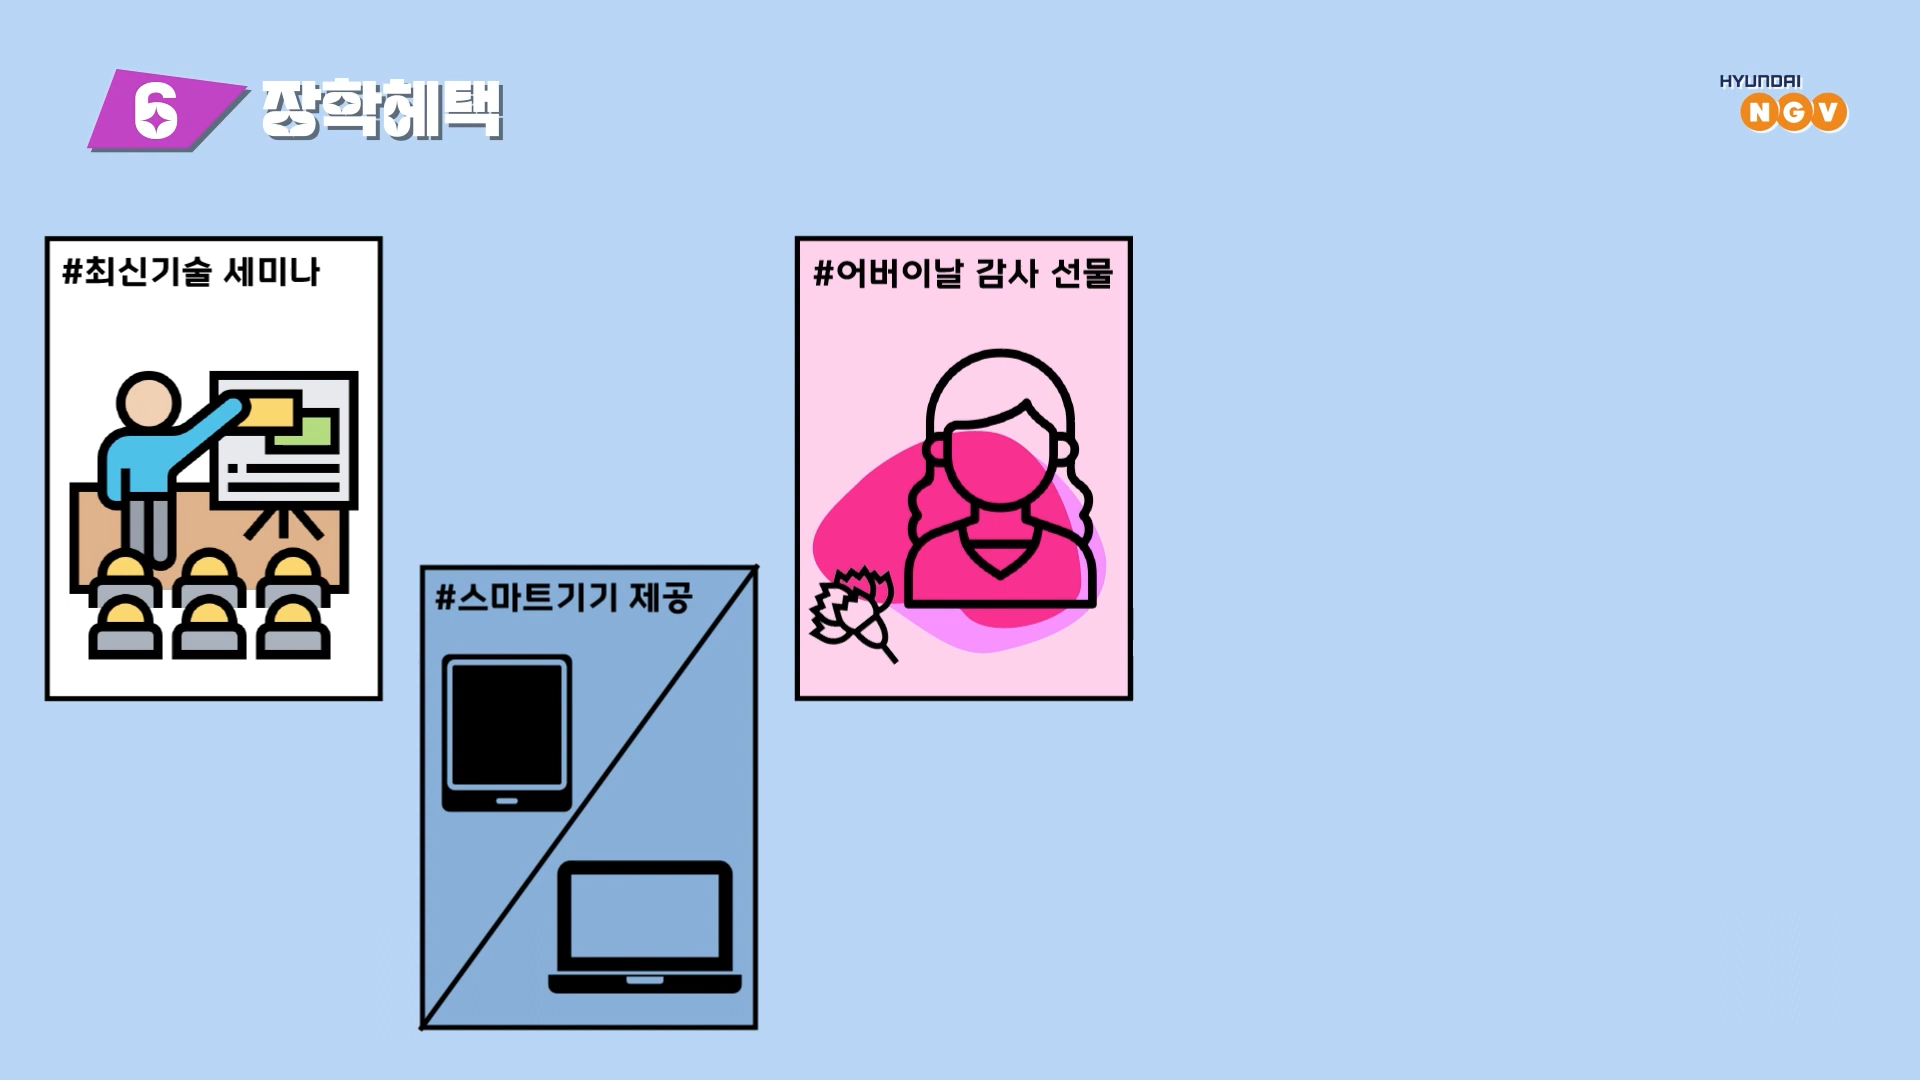 6 장학혜택
HYUNDAI
NGV
#최신기술 세미나
#어버이날 감사 선물
#스마트기기 제공